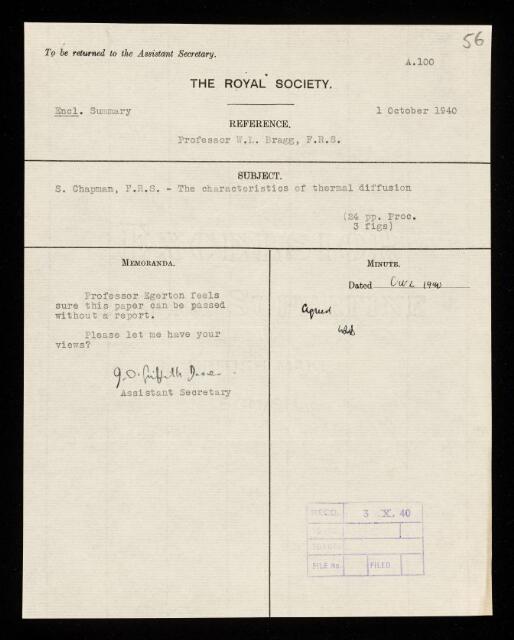 56
To be returned to the Assistant Secretary.
A.100
THE ROYAL SOCIETY.
Encl. Summary
1 October 1940
REFERENCE.
Professor W.L. Bragg, F.R.S.
SUBJECT.
S. Chapman, F.R.S. - The characteristics of thermal diffusion
(24 pp. Proc.
3 figs)
MEMORANDA.
Professor Egerton feels
sure this paper can be passed
without a report.
Please let me have your
views?
Assistant Secretary
MINUTE.
Dated Oct 2 1940
Agreed
WLB
RECD. 3 X. 40
FILE No. FILED